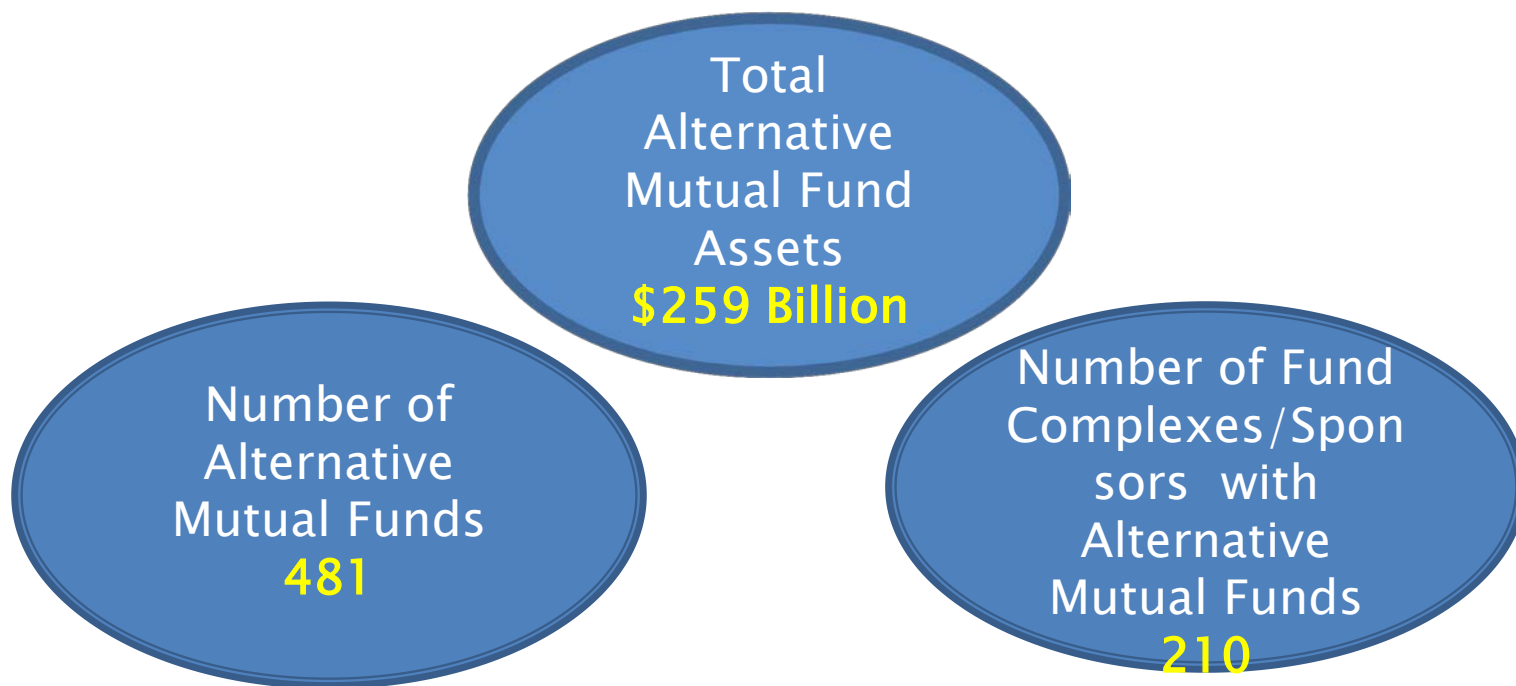 Total
Alternative
Mutual Fund
Assets
$259 Billion
Number of
Alternative
Mutual Funds
481
Number of Fund
Complexes/Spon
sors with
Alternative
Mutual Funds
210